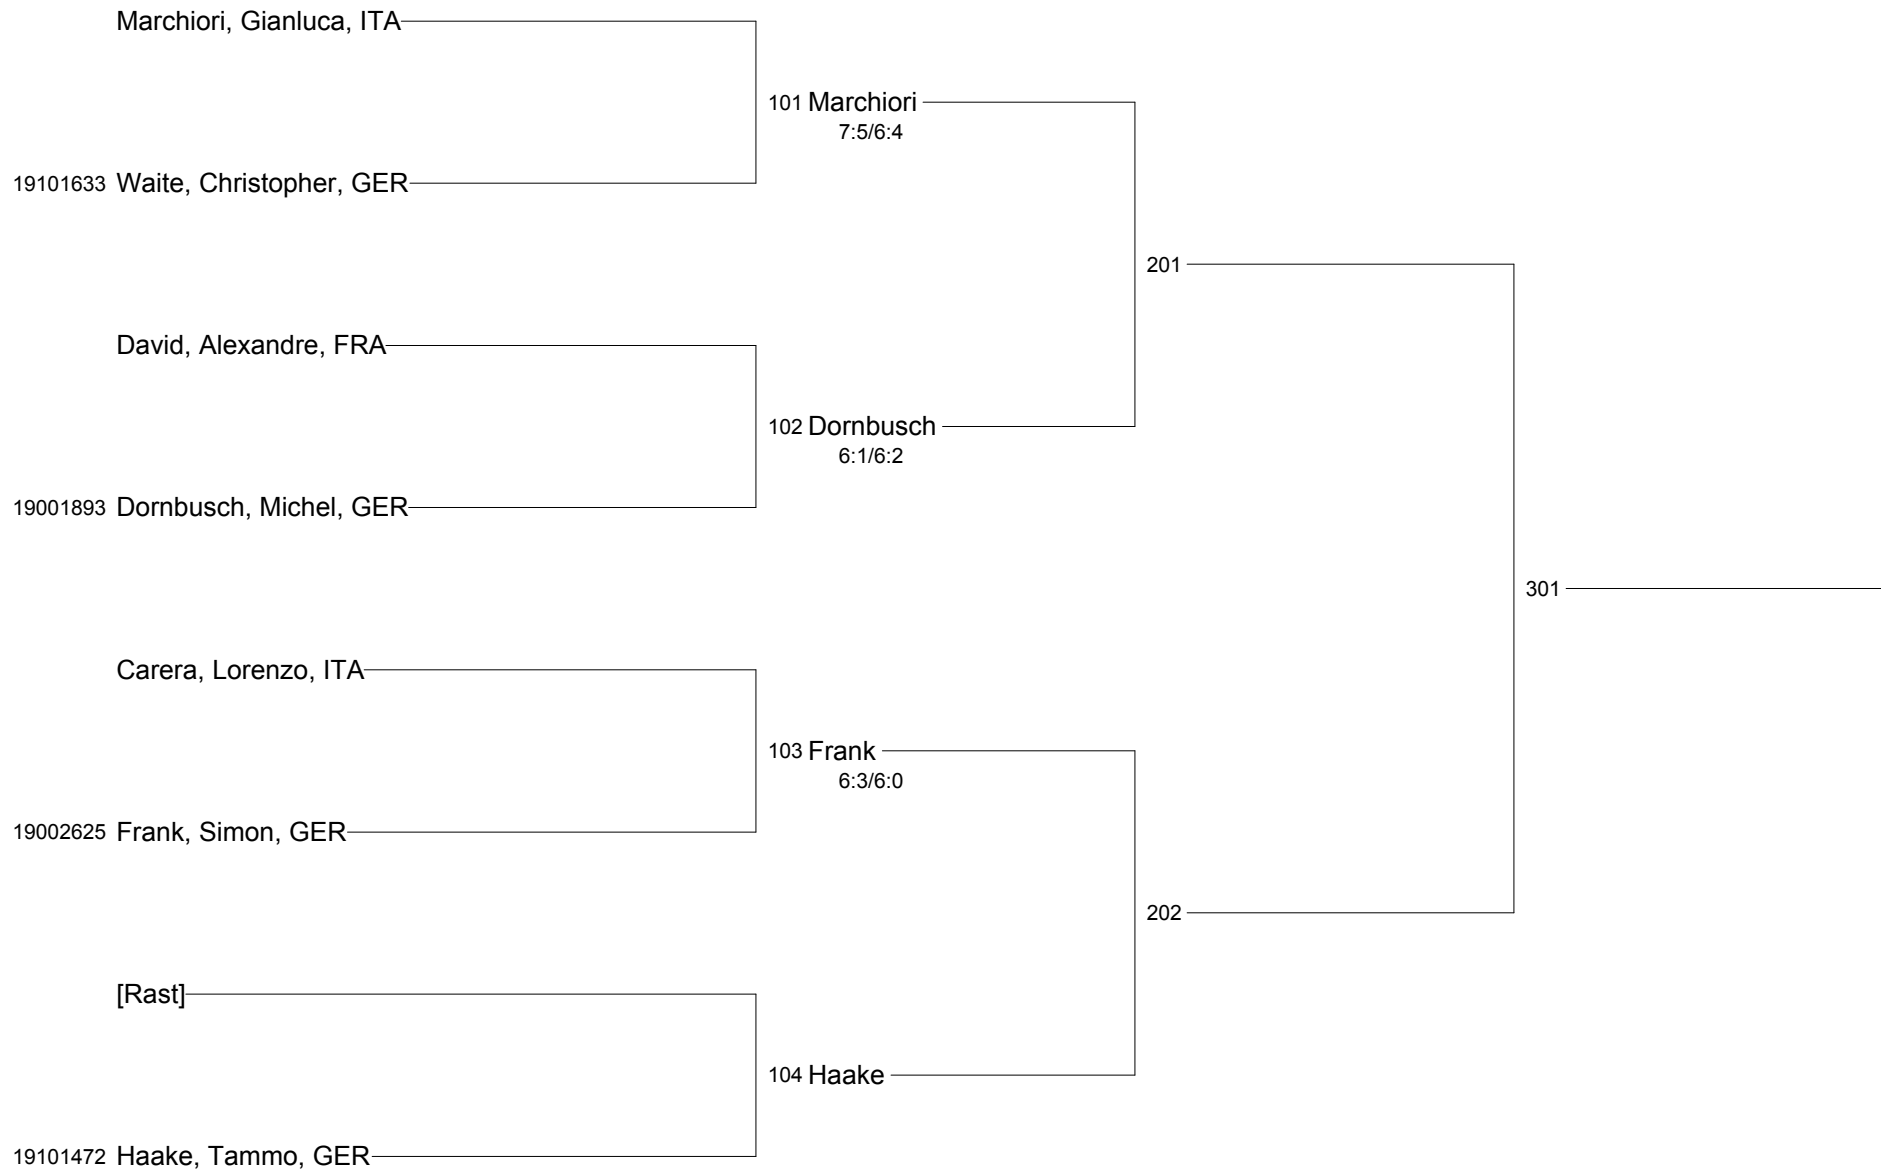 Marchiori, Gianluca, ITA
101 Marchiori
7:5/6:4
19101633 Waite, Christopher, GER
201
David, Alexandre, FRA
102 Dornbusch
6:1/6:2
19001893 Dornbusch, Michel, GER
301
Carera, Lorenzo, ITA
103 Frank
6:3/6:0
19002625 Frank, Simon, GER
202
[Rast]
104 Haake
19101472 Haake, Tammo, GER